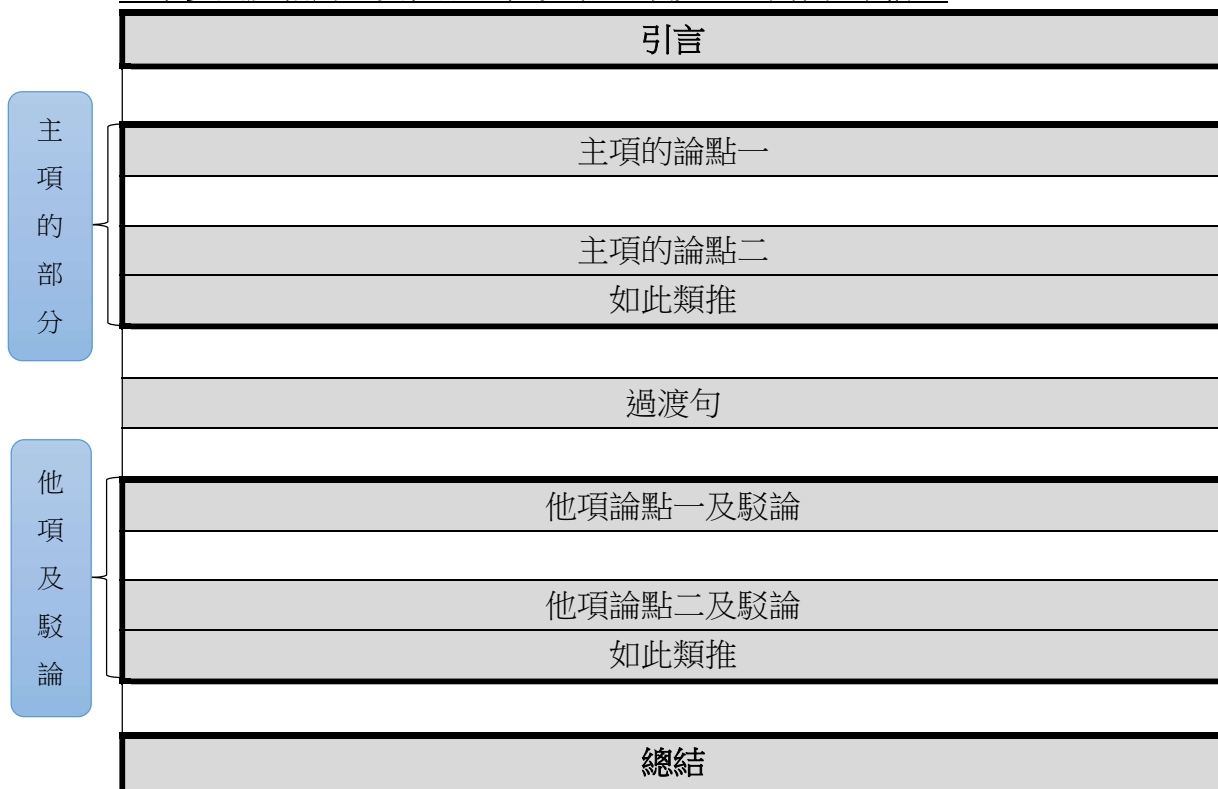 引言
主項的部分
主項的論點一
主項的論點二
如此類推
過渡句
他項及駁論
他項論點一及駁論
他項論點二及駁論
如此類推
總結